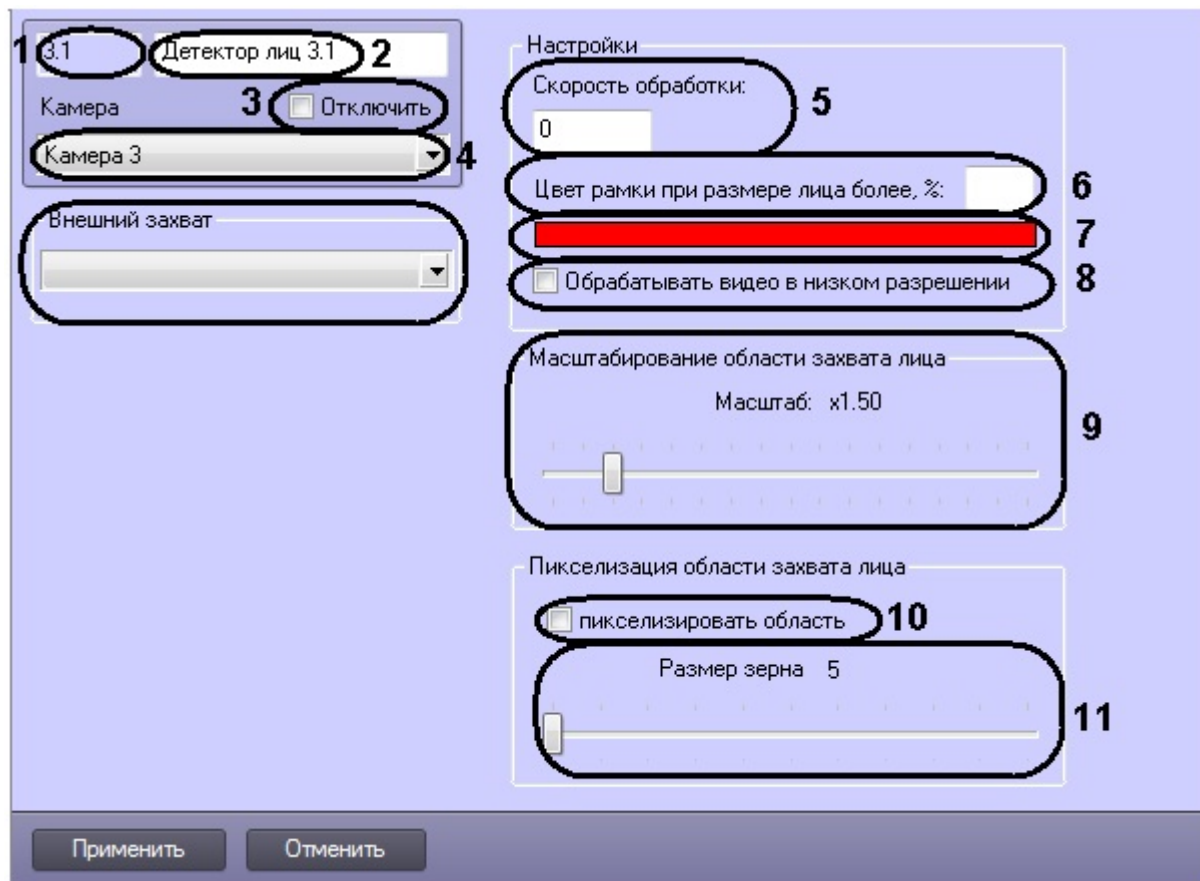 1 3.1 Детектор лиц 3.1 2
Камера 3 Отключить
Камера 3 4
Внешний захват
Настройки
Скорость обработки: 5
0
Цвет рамки при размере лица более, %: 6
7
Обрабатывать видео в низком разрешении 8
Масштабирование области захвата лица
Масштаб: x1.50
9
Пикселизация области захвата лица
пикселизировать область 10
Размер зерна 5
11
Применить Отменить